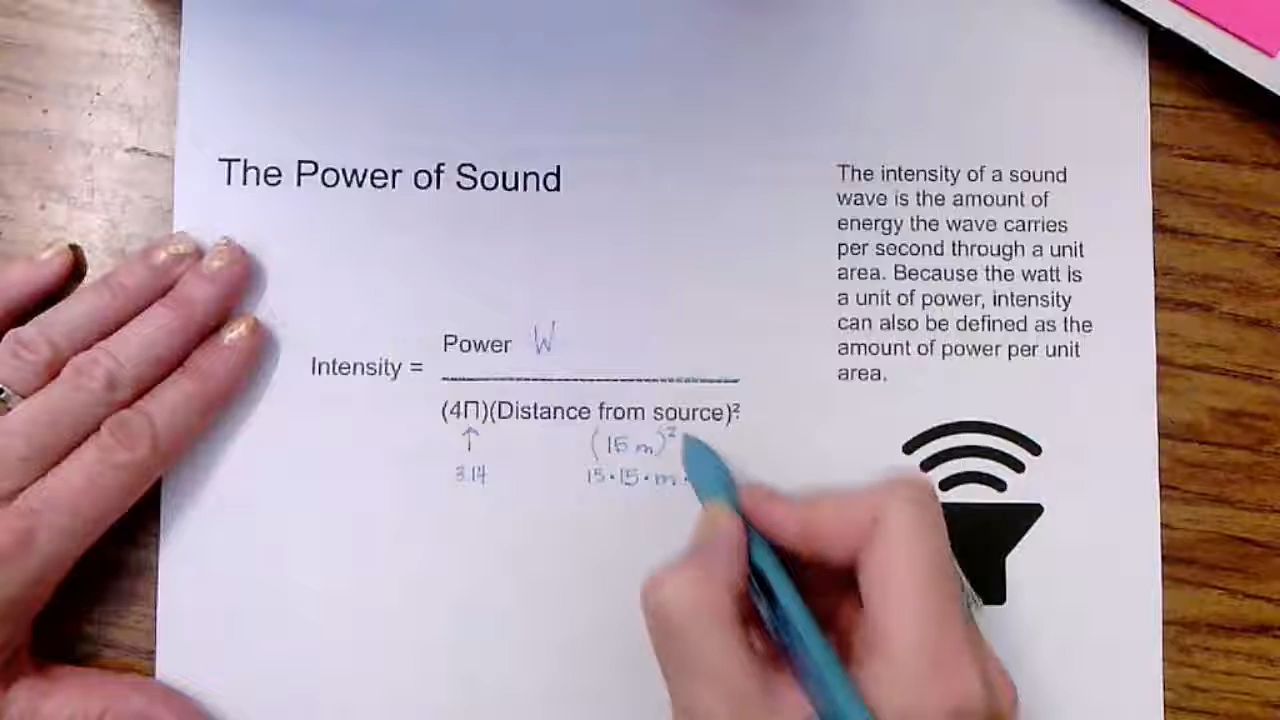 The Power of Sound
The intensity of a sound
wave is the amount of
energy the wave carries
per second through a unit
area. Because the watt is
a unit of power, intensity
can also be defined as the
amount of power per unit
area.
Power W
Intensity =
(4Π)(Distance from source)²
↑ (15 m)²
3.14 15·15·m·